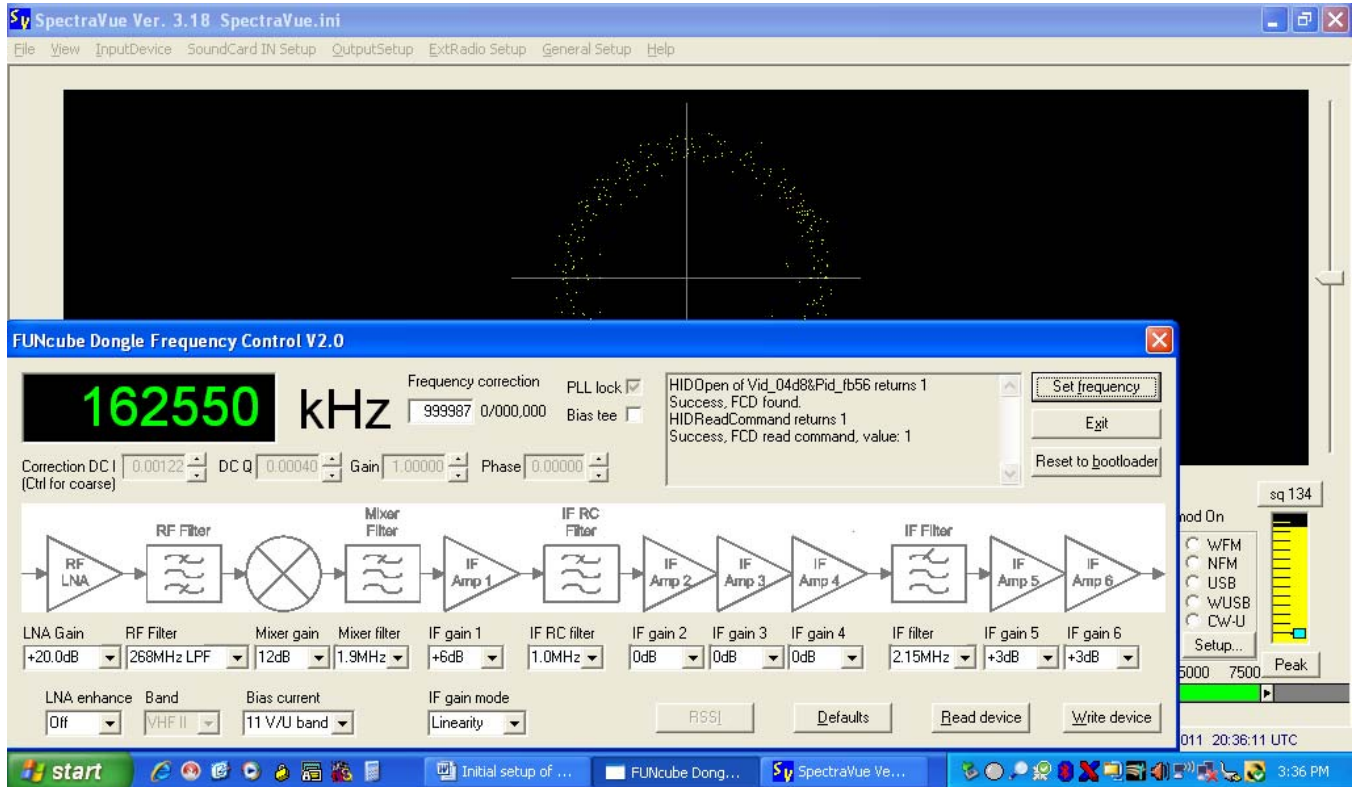 SpectraVue Ver. 3.18 SpectraVue.ini
File View InputDevice SoundCard IN Setup OutputSetup ExtRadio Setup General Setup Help
FUNcube Dongle Frequency Control V2.0
162550 kHz
Frequency correction
999987 0/000,000
PLL lock
Bias tee
HIDOpen of Vid_04d8&Pid_fb56 returns 1
Success, FCD found.
HIDReadCommand returns 1
Success, FCD read command, value: 1
Set frequency
Exit
Reset to bootloader
Correction DC I 0.00122 DC Q 0.00040 Gain 1.00000 Phase 0.00000
(Ctrl for coarse)
RF Filter
Mixer
Filter
IF RC
Filter
IF Filter
RF
LNA
IF
Amp 1
IF
Amp 2
IF
Amp 3
IF
Amp 4
IF
Amp 5
IF
Amp 6
LNA Gain RF Filter Mixer gain Mixer filter IF gain 1 IF RC filter IF gain 2 IF gain 3 IF gain 4 IF filter IF gain 5 IF gain 6
+20.0dB 268MHz LPF 12dB 1.9MHz +6dB 1.0MHz 0dB 0dB 0dB 2.15MHz +3dB +3dB
LNA enhance Band Bias current IF gain mode
Off VHF II 11 V/U band Linearity RSSI Defaults Read device Write device
sq 134
mod On
WFM
NFM
USB
WUSB
CW-U
Setup...
5000 7500 Peak
011 20:36:11 UTC
start Initial setup of ... FUNcube Dong... SpectraVue Ve... 3:36 PM